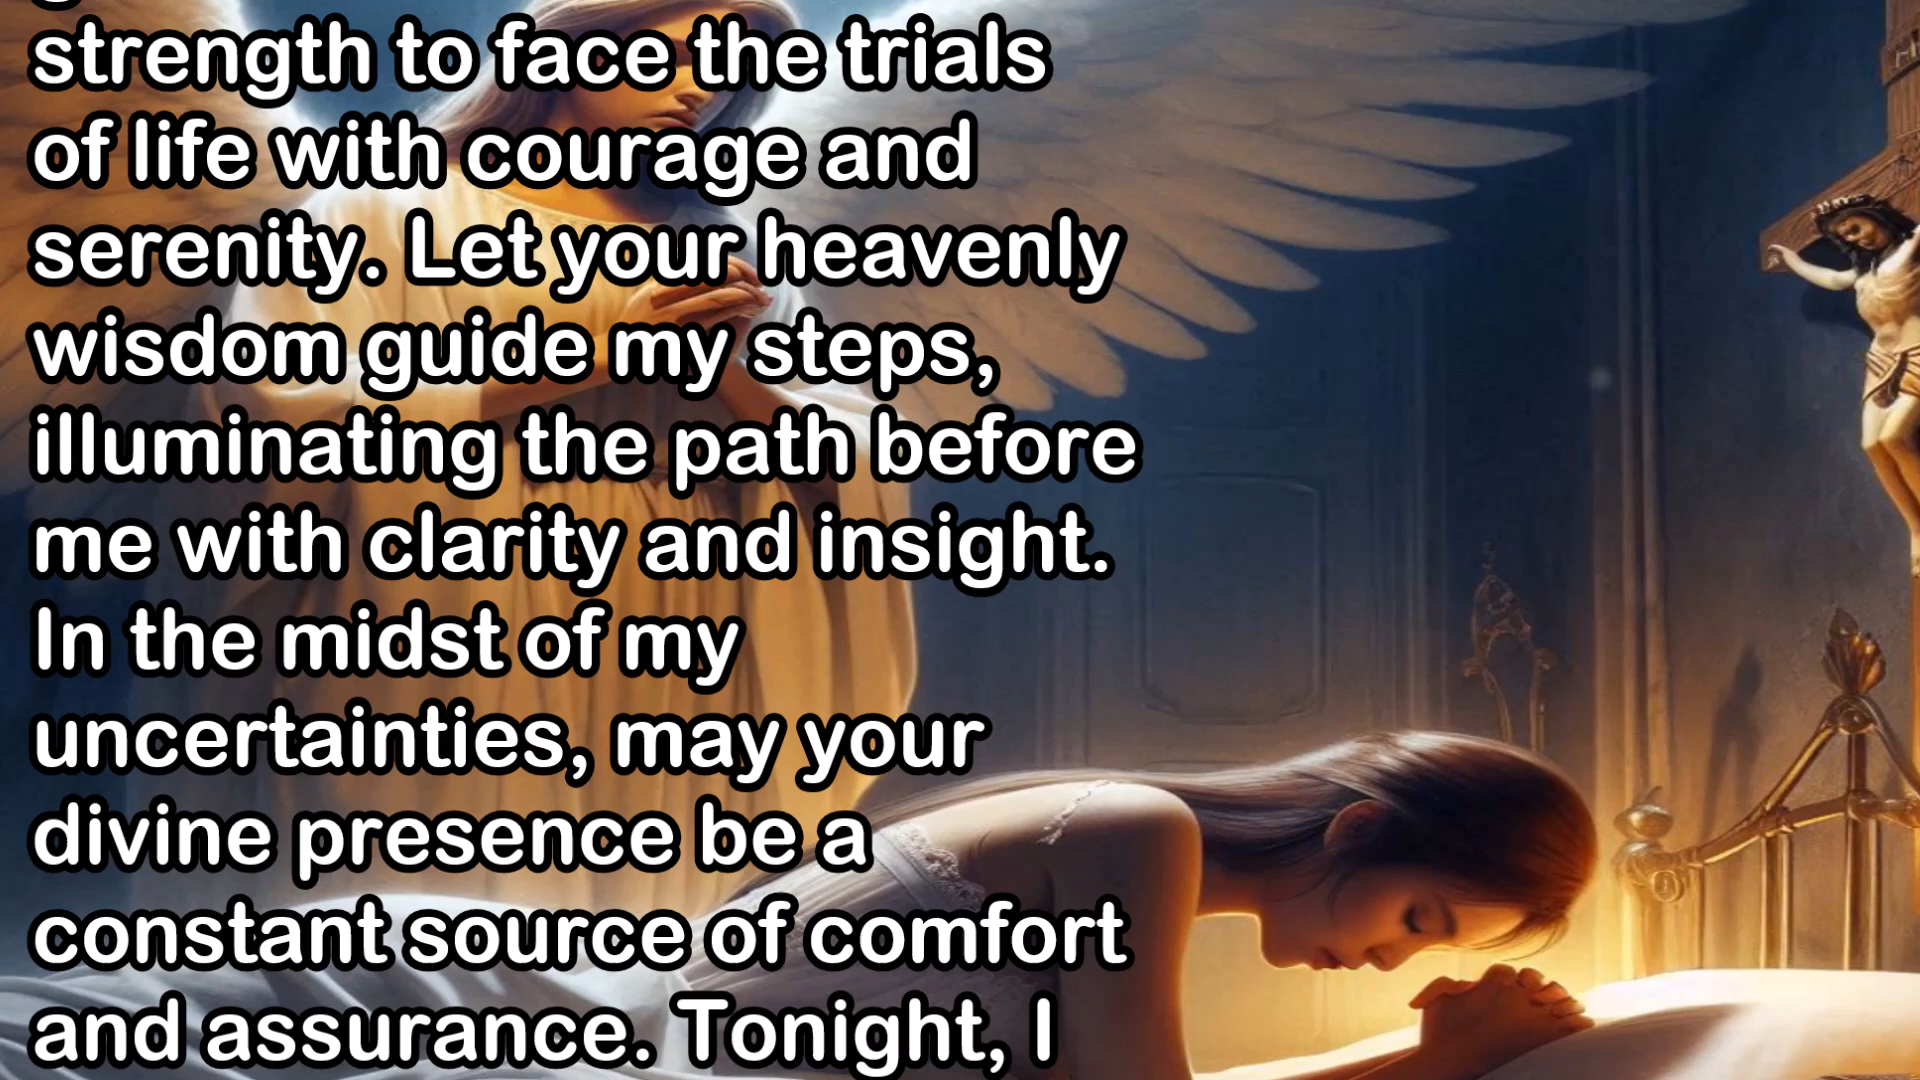 strength to face the trials
of life with courage and
serenity. Let your heavenly
wisdom guide my steps,
illuminating the path before
me with clarity and insight.
In the midst of my
uncertainties, may your
divine presence be a
constant source of comfort
and assurance. Tonight, I